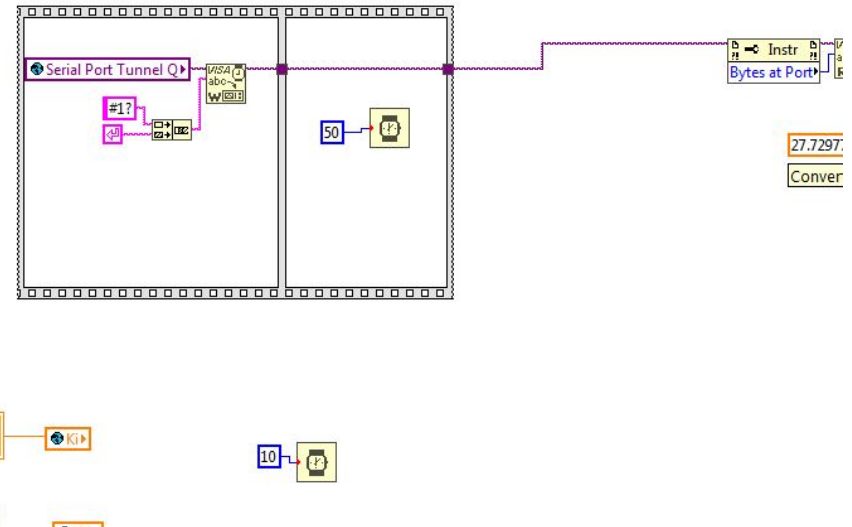 Serial Port Tunnel Q
VISA
abc
W
#1?
50
Instr
Bytes at Port
R
27.7297
Conver
Ki
10